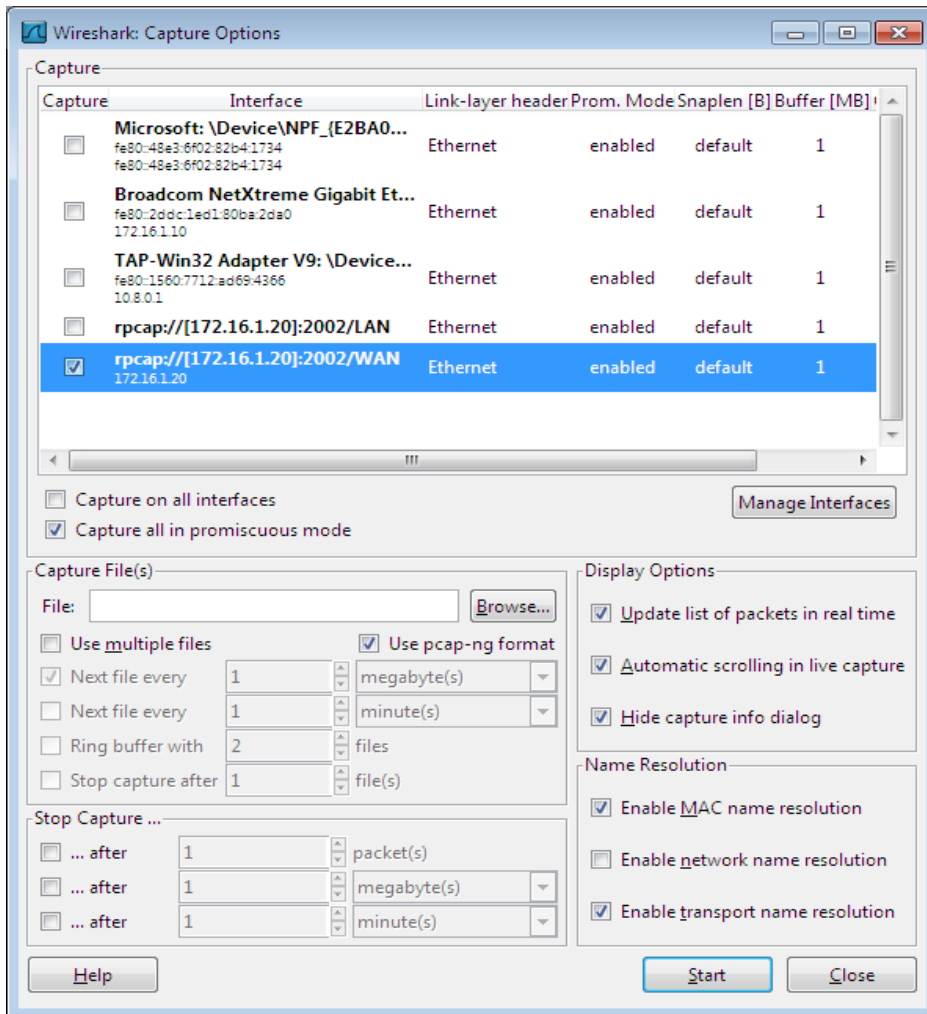 Wireshark: Capture Options
Capture
Capture Interface Link-layer header Prom. Mode Snaplen [B] Buffer [MB]
Microsoft: \Device\NPF_{E2BA0...
fe80::48e3:6f02:82b4:1734
fe80::48e3:6f02:82b4:1734
Ethernet enabled default 1
Broadcom NetXtreme Gigabit Et...
fe80::2ddc:1ed1:80ba:2da0
172.16.1.10
Ethernet enabled default 1
TAP-Win32 Adapter V9: \Device...
fe80::1560:7712:ad69:4366
10.8.0.1
Ethernet enabled default 1
rpcap://[172.16.1.20]:2002/LAN Ethernet enabled default 1
rpcap://[172.16.1.20]:2002/WAN
172.16.1.20
Ethernet enabled default 1
Capture on all interfaces
Manage Interfaces
Capture all in promiscuous mode
Capture File(s)
File: Browse...
Use multiple files Use pcap-ng format
Next file every 1 megabyte(s)
Next file every 1 minute(s)
Ring buffer with 2 files
Stop capture after 1 file(s)
Stop Capture ...
... after 1 packet(s)
... after 1 megabyte(s)
... after 1 minute(s)
Display Options
Update list of packets in real time
Automatic scrolling in live capture
Hide capture info dialog
Name Resolution
Enable MAC name resolution
Enable network name resolution
Enable transport name resolution
Help Start Close